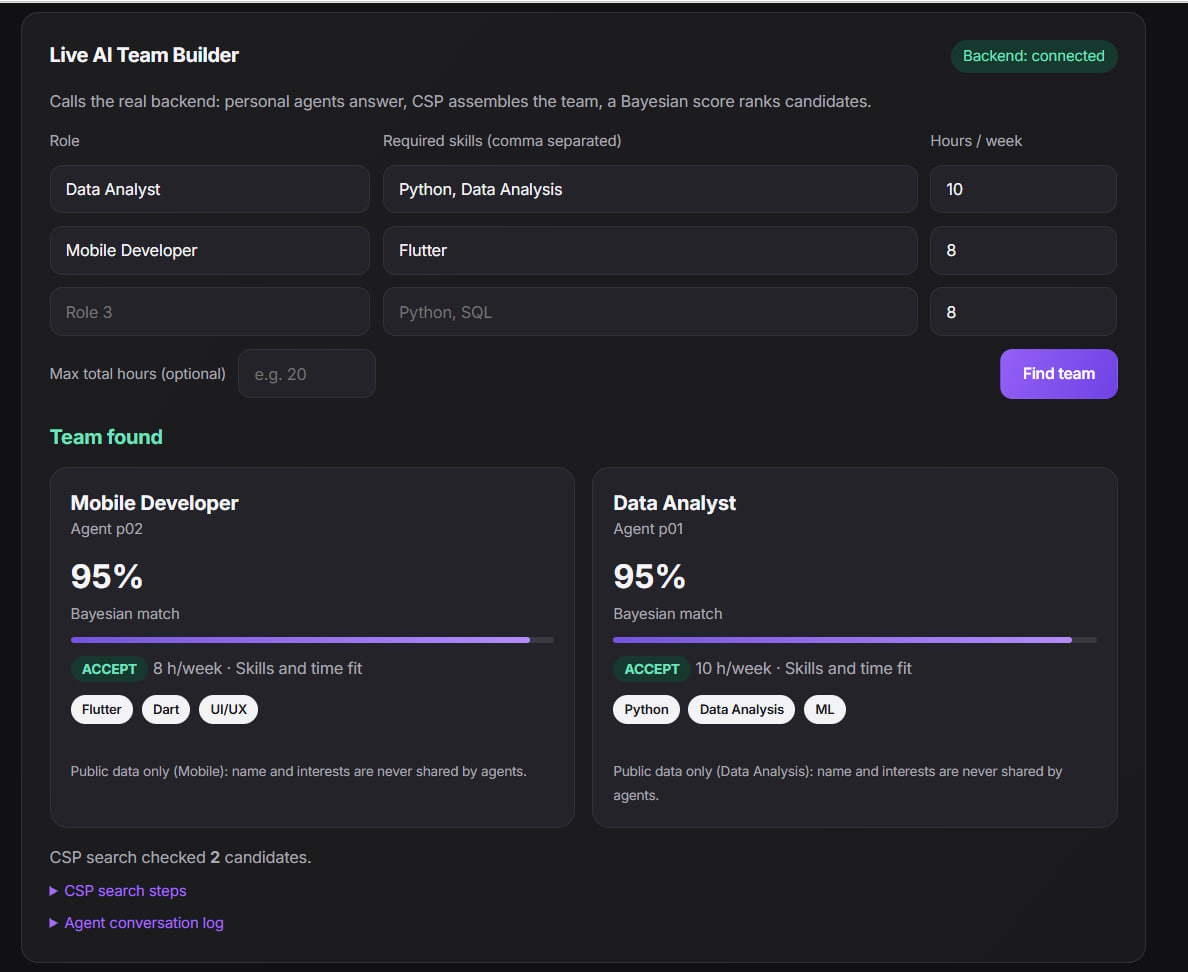 Live AI Team Builder
Backend: connected
Calls the real backend: personal agents answer, CSP assembles the team, a Bayesian score ranks candidates.
Role
Required skills (comma separated)
Hours / week
Data Analyst
Python, Data Analysis
10
Mobile Developer
Flutter
8
Role 3
Python, SQL
8
Max total hours (optional)
e.g. 20
Find team
Team found
Mobile Developer
Agent p02
95%
Bayesian match
ACCEPT 8 h/week · Skills and time fit
Flutter
Dart
UI/UX
Public data only (Mobile): name and interests are never shared by agents.
Data Analyst
Agent p01
95%
Bayesian match
ACCEPT 10 h/week · Skills and time fit
Python
Data Analysis
ML
Public data only (Data Analysis): name and interests are never shared by
agents.
CSP search checked 2 candidates.
CSP search steps
Agent conversation log